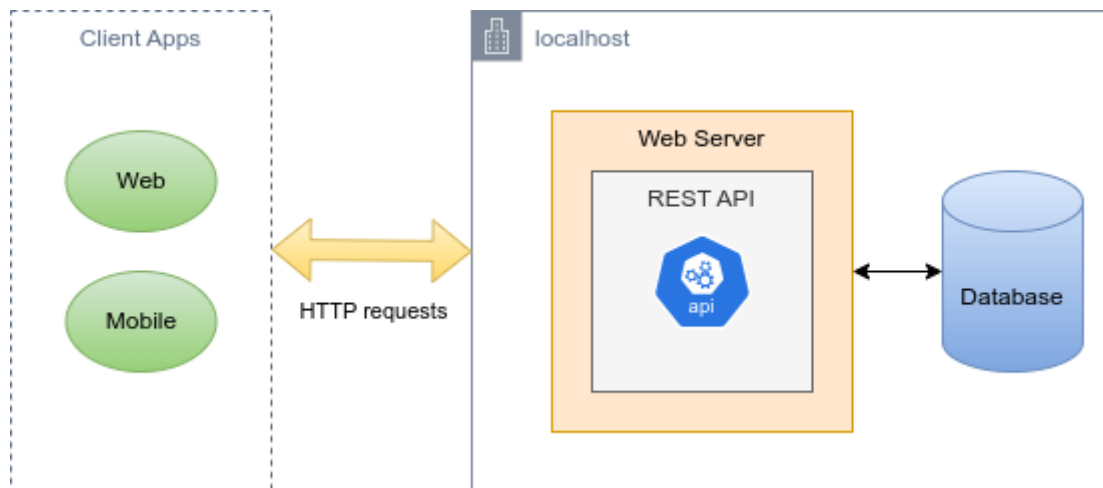 Client Apps
Web
Mobile
HTTP requests
localhost
Web Server
REST API
api
Database